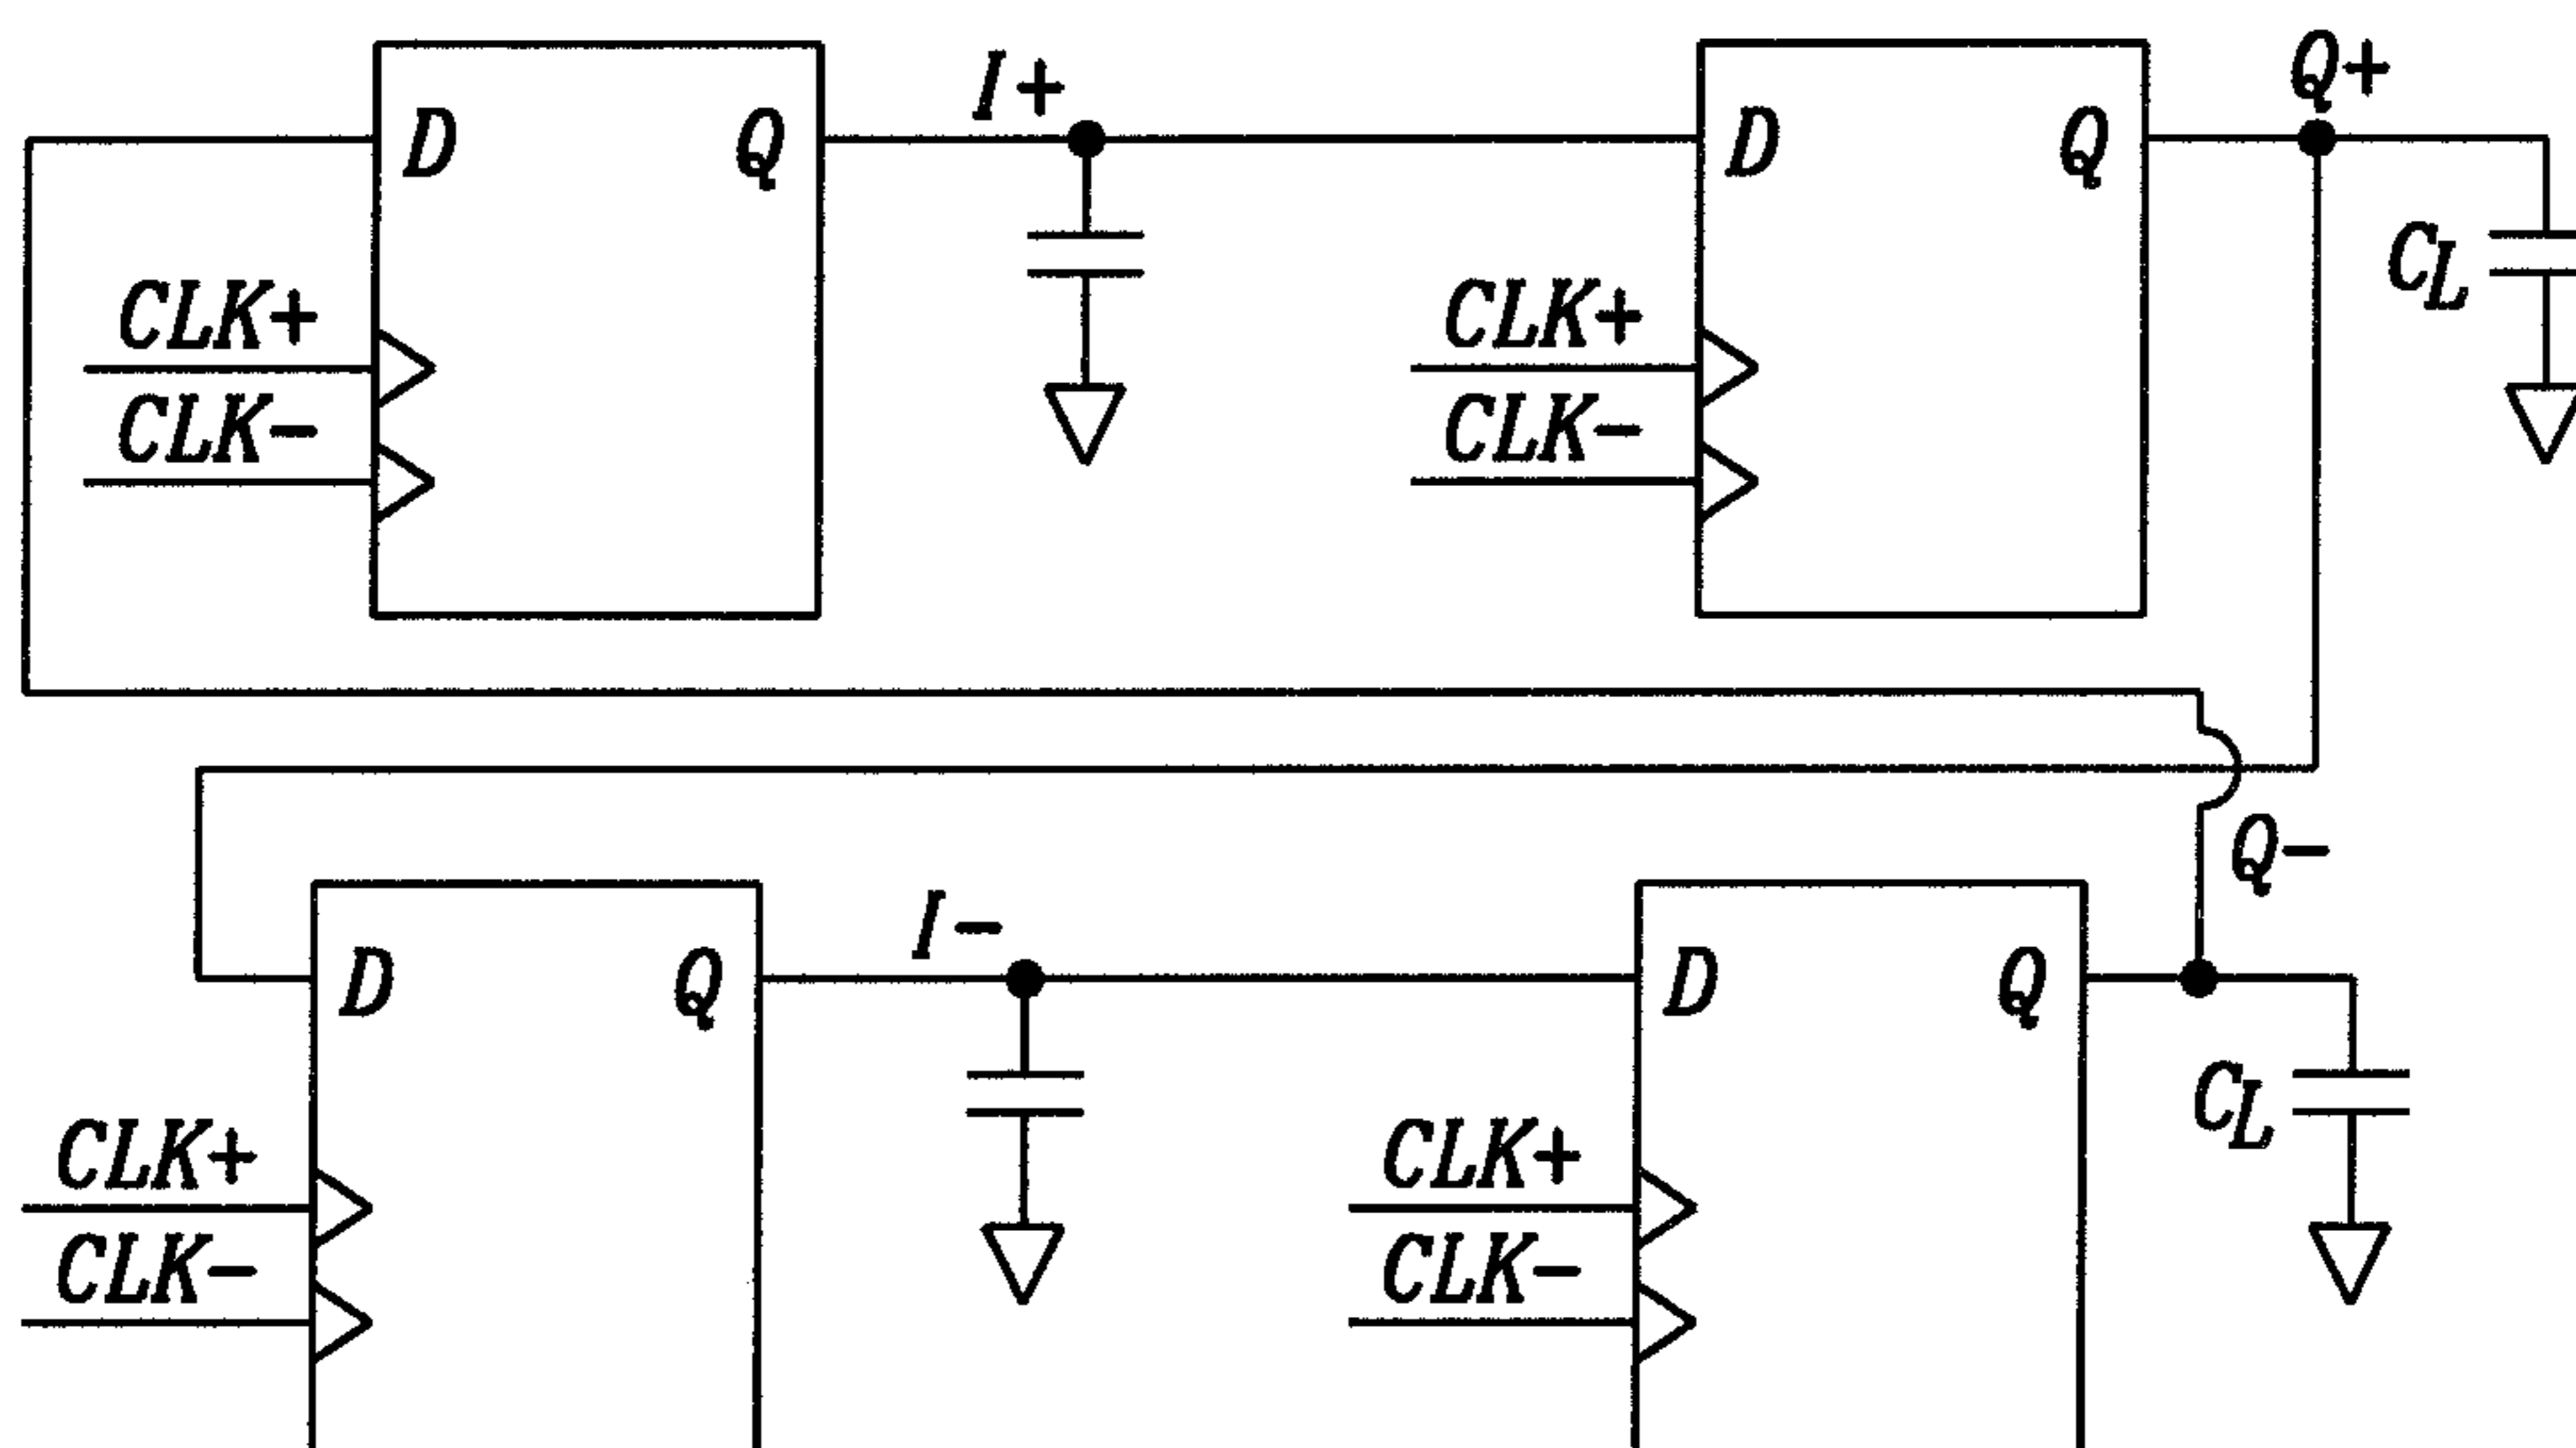 I+
Q+
D Q
D Q
CLK+
CLK-
CLK+
CLK-
CL
Q-
I-
D Q
D Q
CLK+
CLK-
CLK+
CLK-
CL